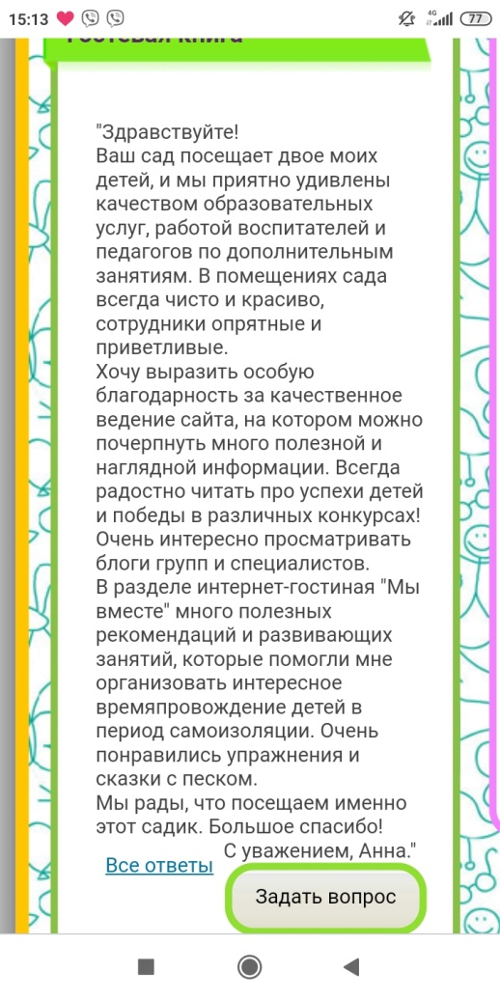 15:13
4G
77
Гостевая книга
"Здравствуйте!
Ваш сад посещает двое моих
детей, и мы приятно удивлены
качеством образовательных
услуг, работой воспитателей и
педагогов по дополнительным
занятиям. В помещениях сада
всегда чисто и красиво,
сотрудники опрятные и
приветливые.
Хочу выразить особую
благодарность за качественное
ведение сайта, на котором можно
почерпнуть много полезной и
наглядной информации. Всегда
радостно читать про успехи детей
и победы в различных конкурсах!
Очень интересно просматривать
блоги групп и специалистов.
В разделе интернет-гостиная "Мы
вместе" много полезных
рекомендаций и развивающих
занятий, которые помогли мне
организовать интересное
времяпровождение детей в
период самоизоляции. Очень
понравились упражнения и
сказки с песком.
Мы рады, что посещаем именно
этот садик. Большое спасибо!
С уважением, Анна."
Все ответы
Задать вопрос